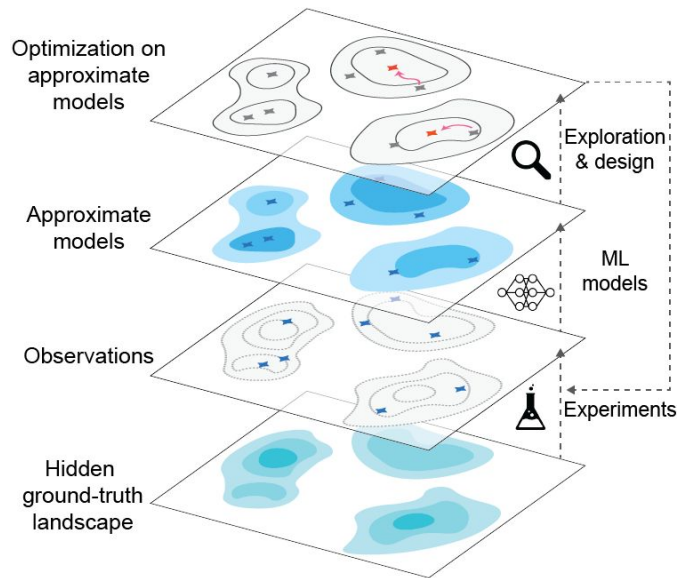 Optimization on
approximate
models
Exploration
& design
Approximate
models
ML
models
Observations
Experiments
Hidden
ground-truth
landscape